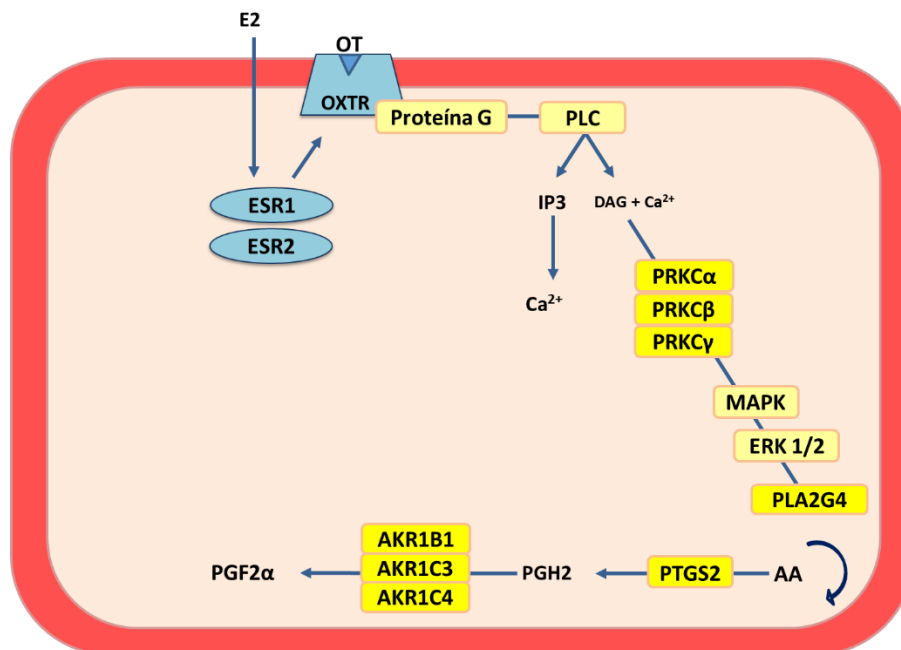 E2
OT
OXTR
Proteína G
PLC
ESR1
ESR2
IP3
DAG + Ca²⁺
Ca²⁺
PRKCα
PRKCβ
PRKCγ
MAPK
ERK 1/2
PLA2G4
AKR1B1
AKR1C3
AKR1C4
PGF2α
PGH2
PTGS2
AA